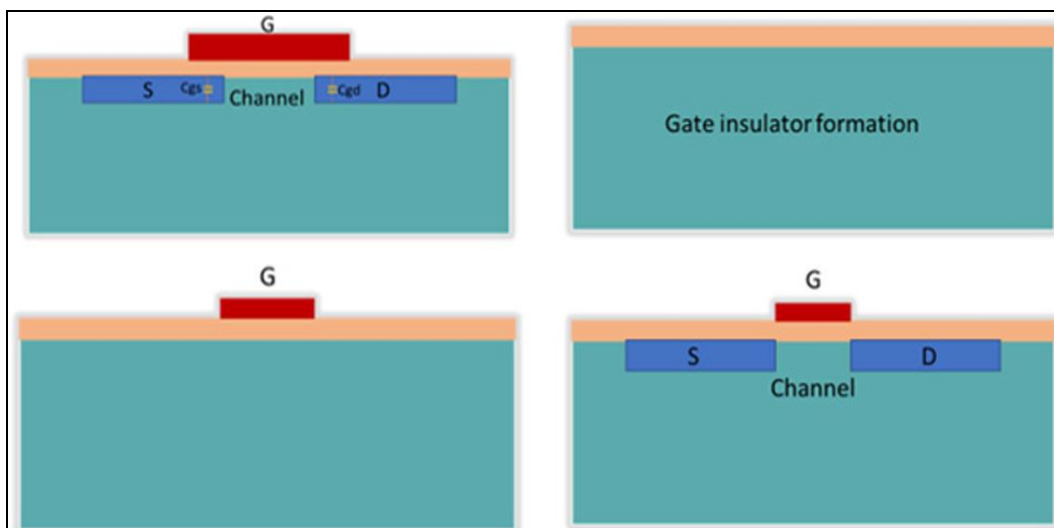 G
S Cgs Channel Cgd D
Gate insulator formation
G
G
S D
Channel